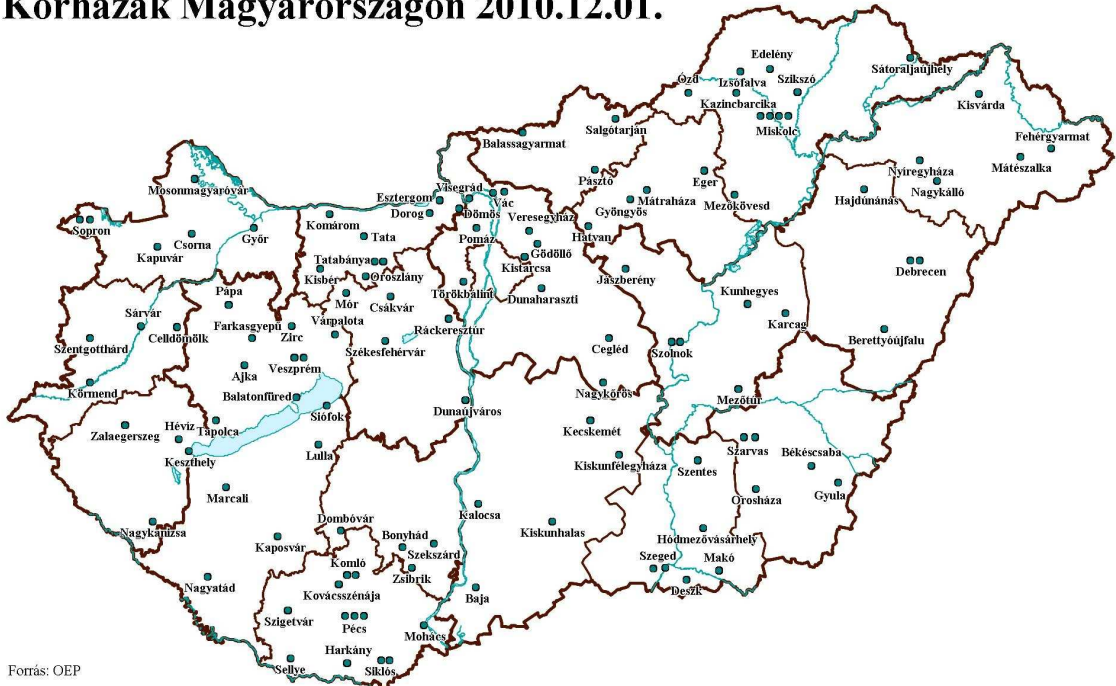 Kórházak Magyarországon 2010.12.01.
Edelény
Sátoraljaújhely
Ózd
Izsófalva
Szikszó
Kazincbarcika
Kisvárda
Salgótarján
Miskolc
Fehérgyarmat
Balassagyarmat
Mátészalka
Nyíregyháza
Pásztó
Eger
Nagykálló
Mosonmagyaróvár
Visegrád
Hajdúnánás
Esztergom
Vác
Mátraháza
Mezőkövesd
Dorog
Dömös
Veresegyház
Gyöngyös
Sopron
Komárom
Hatvan
Csorna
Győr
Tata
Pomáz
Kapuvár
Gödöllő
Tatabánya
Kistarcsa
Debrecen
Kisbér
Oroszlány
Jászberény
Pápa
Mór
Csákvár
Törökbálint
Dunaharaszti
Kunhegyes
Sárvár
Farkasgyepű
Zirc
Várpalota
Ráckeresztúr
Karcag
Celldömölk
Szentgotthárd
Székesfehérvár
Cegléd
Szolnok
Berettyóújfalu
Ajka
Veszprém
Körmend
Balatonfüred
Nagykőrös
Mezőtúr
Siófok
Dunaújváros
Zalaegerszeg
Hévíz
Tapolca
Kecskemét
Szarvas
Békéscsaba
Keszthely
Lulla
Kiskunfélegyháza
Szentes
Marcali
Orosháza
Gyula
Kalocsa
Nagykanizsa
Dombóvár
Kiskunhalas
Kaposvár
Bonyhád
Szekszárd
Hódmezővásárhely
Komló
Zsibrik
Szeged
Makó
Nagyatád
Kovácsszénája
Baja
Deszk
Szigetvár
Pécs
Mohács
Harkány
Sellye
Siklós
Forrás: OEP